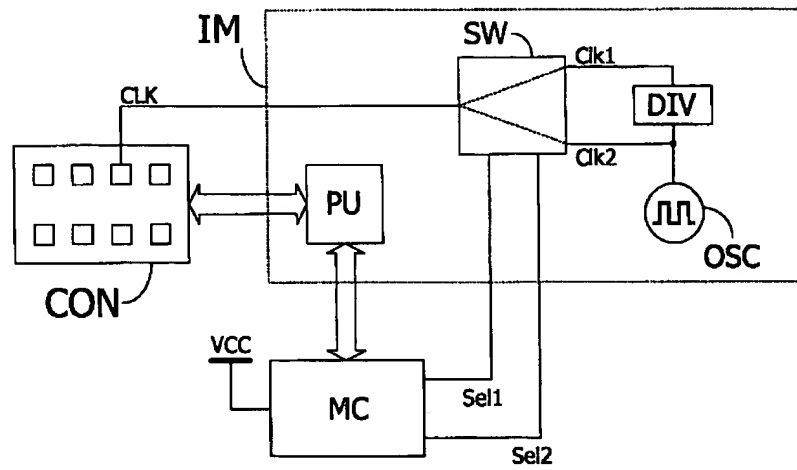 IM
SW
Clk1
CLK
DIV
Clk2
PU
OSC
CON
VCC
MC
Sel1
Sel2